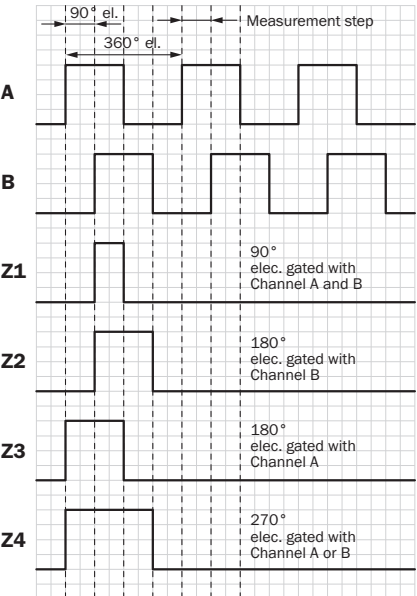 90° el.
Measurement step
360° el.
A
B
Z1
90°
elec. gated with
Channel A and B
Z2
180°
elec. gated with
Channel B
Z3
180°
elec. gated with
Channel A
Z4
270°
elec. gated with
Channel A or B